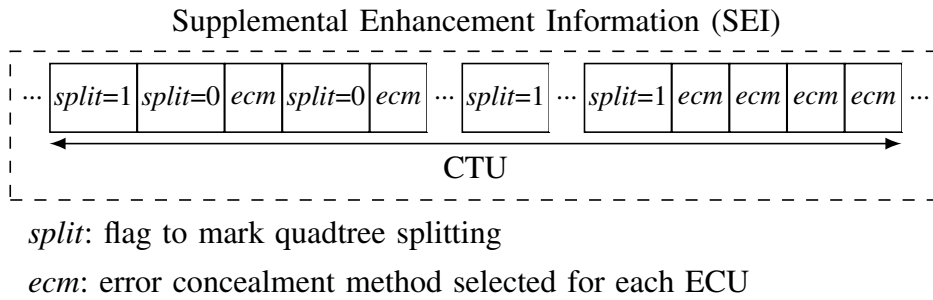 Supplemental Enhancement Information (SEI)
... split=1 split=0 ecm split=0 ecm ... split=1 ... split=1 ecm ecm ecm ecm ...
CTU
split: flag to mark quadtree splitting
ecm: error concealment method selected for each ECU